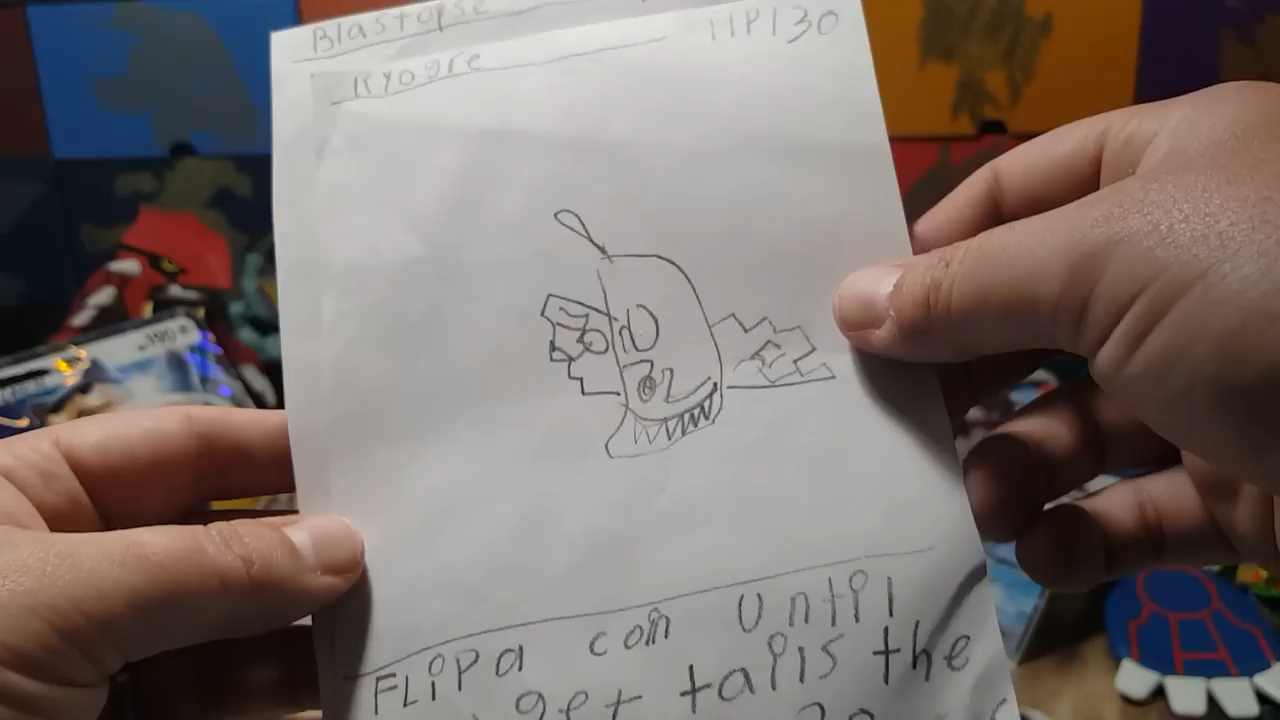 Blastopse
Kyogre
HP130
FLiPa coin until
get tails the